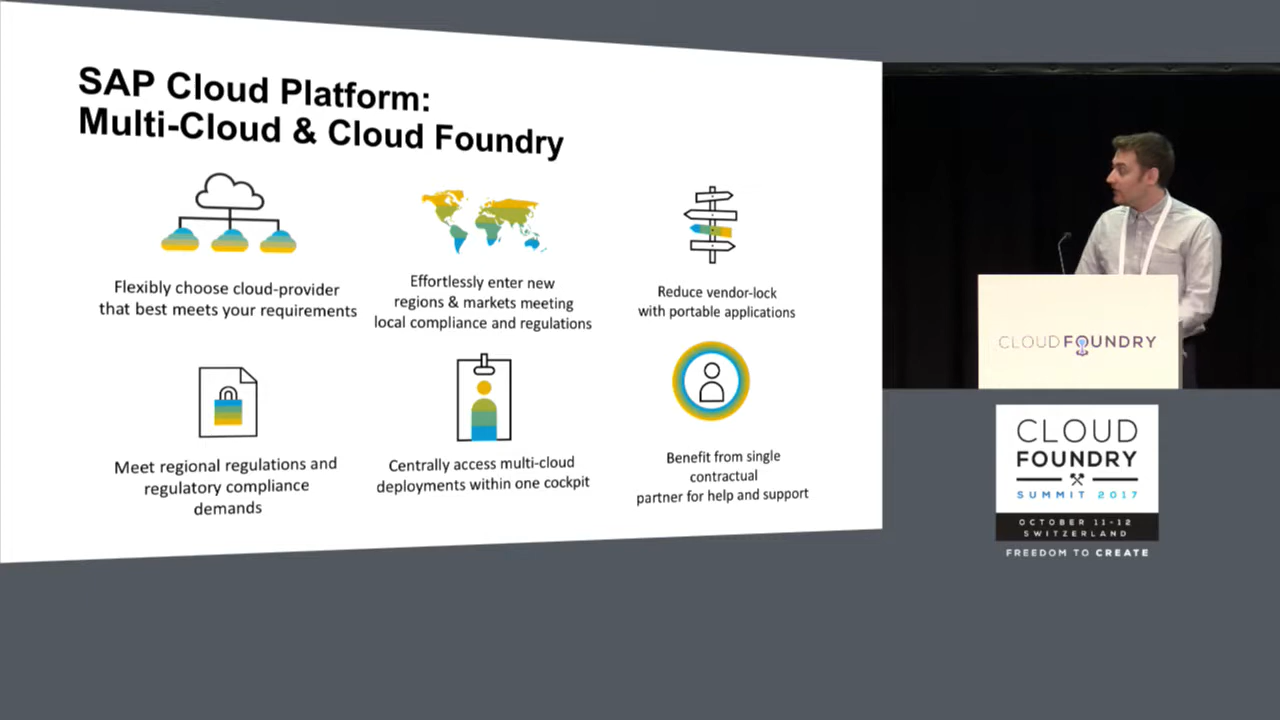 SAP Cloud Platform:
Multi-Cloud & Cloud Foundry
Flexibly choose cloud-provider
that best meets your requirements
Effortlessly enter new
regions & markets meeting
local compliance and regulations
Reduce vendor-lock
with portable applications
Meet regional regulations and
regulatory compliance
demands
Centrally access multi-cloud
deployments within one cockpit
Benefit from single
contractual
partner for help and support
CLOUD FOUNDRY
CLOUD
FOUNDRY
SUMMIT 2017
OCTOBER 11-12
SWITZERLAND
FREEDOM TO CREATE